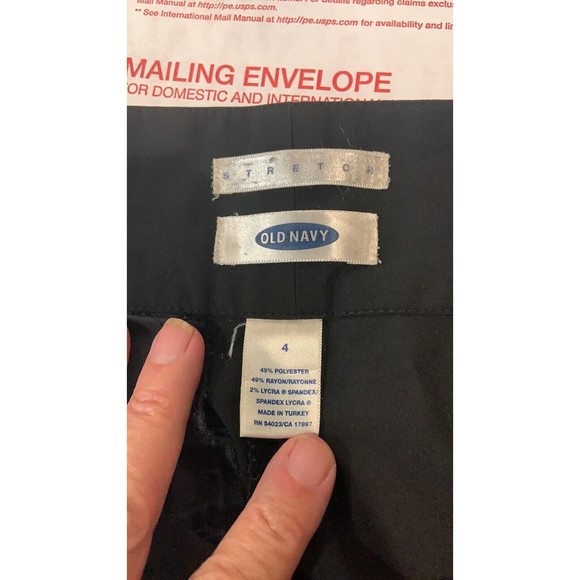 Mail Manual at http://pe.usps.com.
** See International Mail Manual at http://pe.usps.com for availability and
MAILING ENVELOPE
FOR DOMESTIC AND
STRETCH
OLD NAVY
4
49% POLYESTER
49% RAYON/RAYONNE
2% LYCRA ® SPANDEX/
SPANDEX LYCRA ®
MADE IN TURKEY
RN 54023/CA 17897